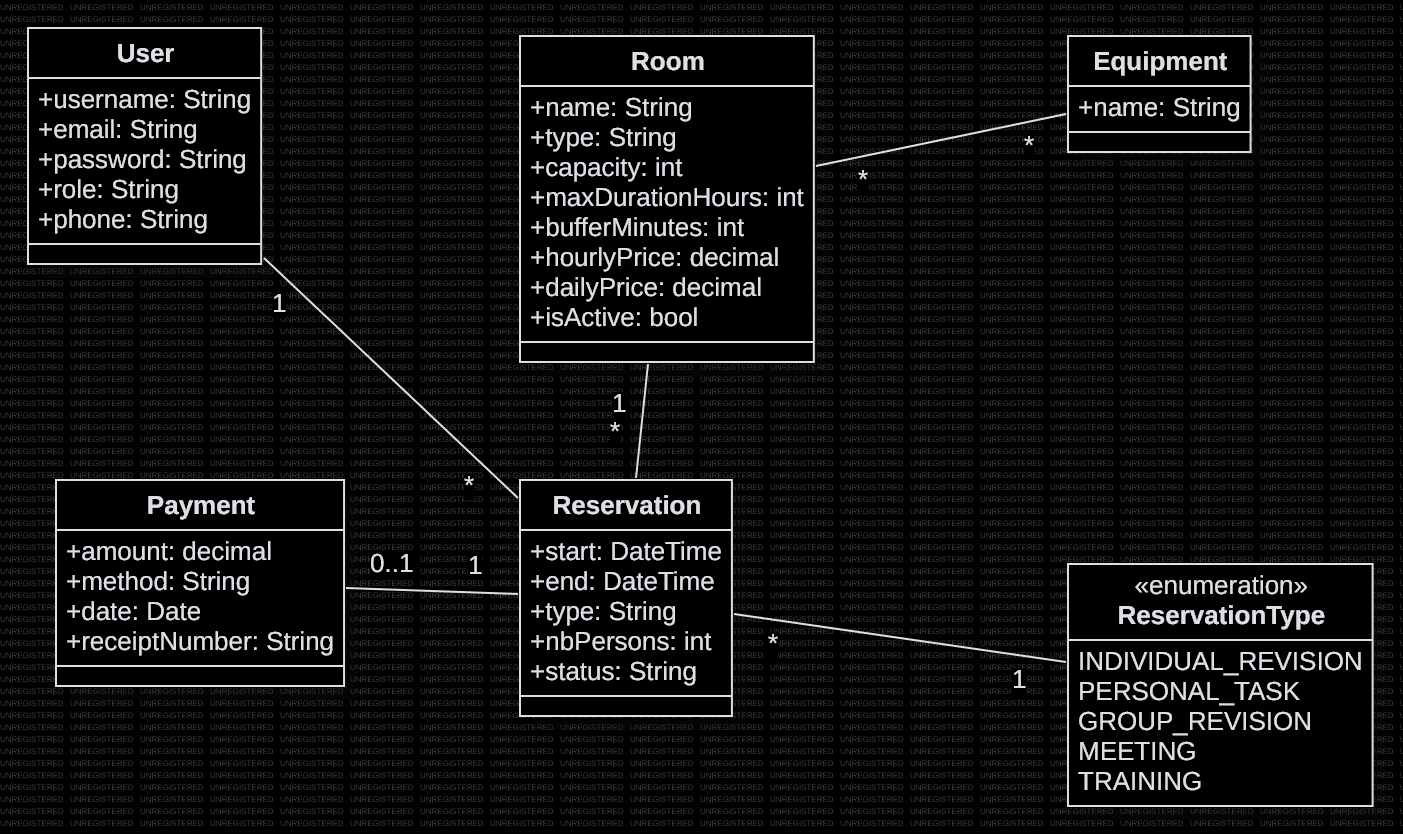 User
+username: String
+email: String
+password: String
+role: String
+phone: String
Room
+name: String
+type: String
+capacity: int
+maxDurationHours: int
+bufferMinutes: int
+hourlyPrice: decimal
+dailyPrice: decimal
+isActive: bool
Equipment
+name: String
*
*
1
*
1
*
Payment
+amount: decimal
+method: String
+date: Date
+receiptNumber: String
0..1
1
Reservation
+start: DateTime
+end: DateTime
+type: String
+nbPersons: int
+status: String
*
1
«enumeration»
ReservationType
INDIVIDUAL_REVISION
PERSONAL_TASK
GROUP_REVISION
MEETING
TRAINING
UNREGISTERED